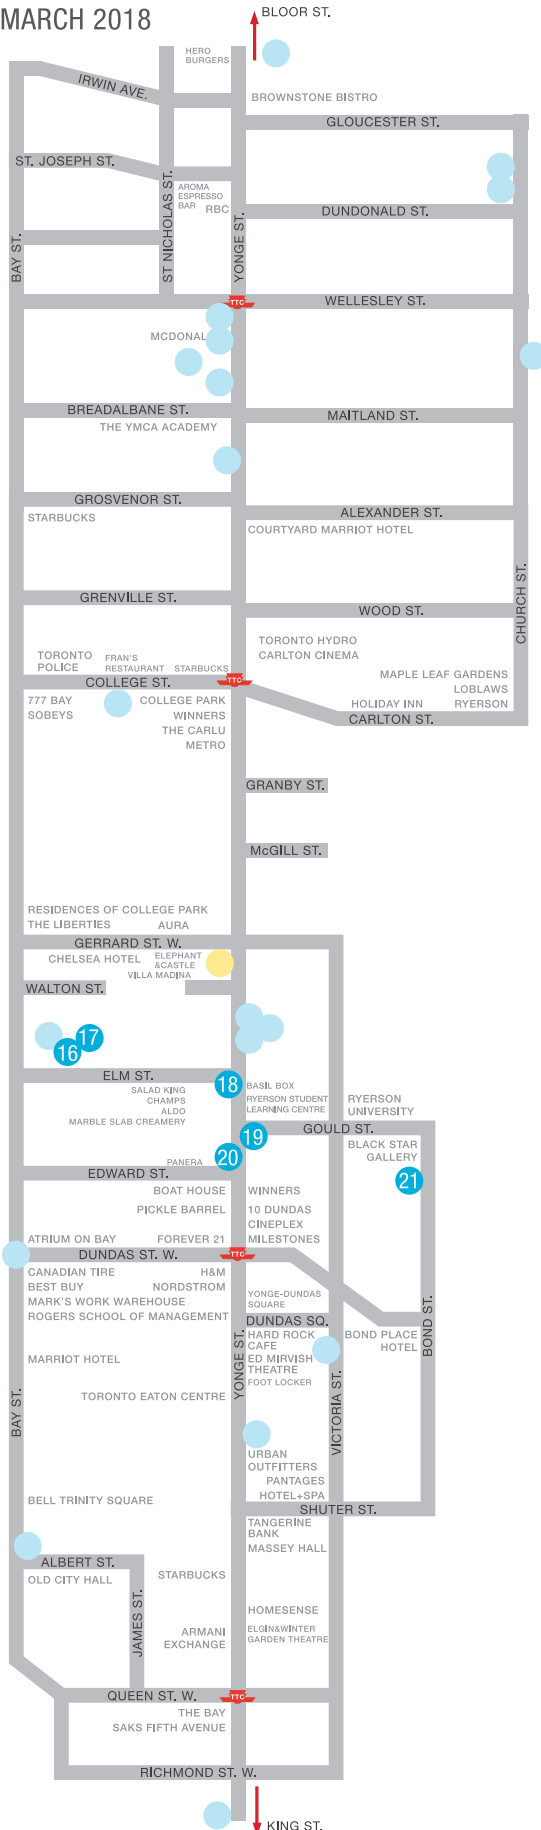 MARCH 2018
BLOOR ST.
HERO
BURGERS
IRWIN AVE.
BROWNSTONE BISTRO
GLOUCESTER ST.
ST. JOSEPH ST.
AROMA
ESPRESSO
BAR
RBC
ST NICHOLAS ST.
YONGE ST.
BAY ST.
DUNDONALD ST.
TTC
WELLESLEY ST.
MCDONAL
BREADALBANE ST.
MAITLAND ST.
THE YMCA ACADEMY
GROSVENOR ST.
STARBUCKS
ALEXANDER ST.
COURTYARD MARRIOT HOTEL
GRENVILLE ST.
WOOD ST.
CHURCH ST.
TORONTO
POLICE
FRAN'S
RESTAURANT
STARBUCKS
TORONTO HYDRO
CARLTON CINEMA
COLLEGE ST.
TTC
MAPLE LEAF GARDENS
LOBLAWS
HOLIDAY INN
RYERSON
CARLTON ST.
777 BAY
SOBEYS
COLLEGE PARK
WINNERS
THE CARLU
METRO
GRANBY ST.
McGILL ST.
RESIDENCES OF COLLEGE PARK
THE LIBERTIES
AURA
GERRARD ST. W.
CHELSEA HOTEL
ELEPHANT
&CASTLE
VILLA MADINA
WALTON ST.
16
17
ELM ST.
18
SALAD KING
CHAMPS
ALDO
MARBLE SLAB CREAMERY
BASIL BOX
RYERSON STUDENT
LEARNING CENTRE
RYERSON
UNIVERSITY
19
GOULD ST.
BLACK STAR
GALLERY
20
21
PANERA
EDWARD ST.
BOAT HOUSE
PICKLE BARREL
WINNERS
10 DUNDAS
CINEPLEX
MILESTONES
ATRIUM ON BAY
FOREVER 21
DUNDAS ST. W.
TTC
CANADIAN TIRE
H&M
BEST BUY
NORDSTROM
MARK'S WORK WAREHOUSE
ROGERS SCHOOL OF MANAGEMENT
YONGE-DUNDAS
SQUARE
DUNDAS SQ.
HARD ROCK
CAFE
ED MIRVISH
THEATRE
FOOT LOCKER
BOND PLACE
HOTEL
BOND ST.
MARRIOT HOTEL
YONGE ST.
VICTORIA ST.
BAY ST.
TORONTO EATON CENTRE
URBAN
OUTFITTERS
PANTAGES
HOTEL+SPA
SHUTER ST.
BELL TRINITY SQUARE
TANGERINE
BANK
MASSEY HALL
ALBERT ST.
OLD CITY HALL
STARBUCKS
JAMES ST.
HOMESENSE
ARMANI
EXCHANGE
ELGIN&WINTER
GARDEN THEATRE
QUEEN ST. W.
TTC
THE BAY
SAKS FIFTH AVENUE
RICHMOND ST. W.
KING ST.